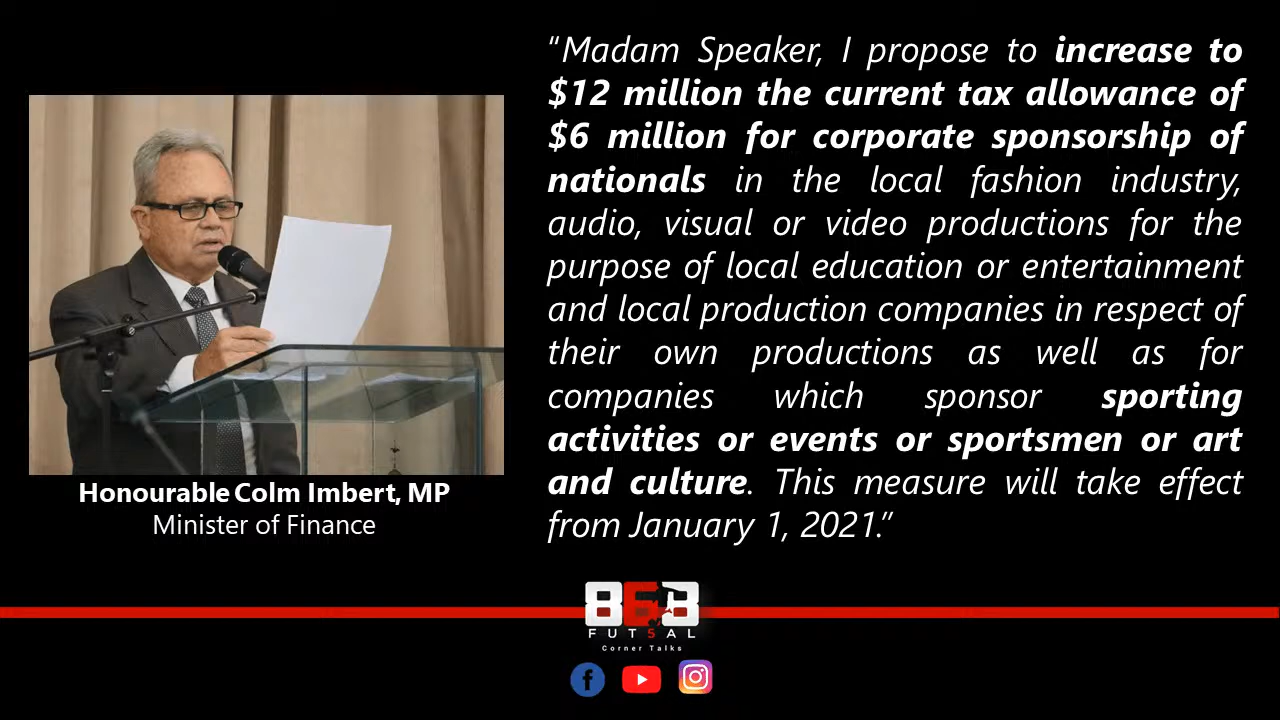 “Madam Speaker, I propose to increase to
$12 million the current tax allowance of
$6 million for corporate sponsorship of
nationals in the local fashion industry,
audio, visual or video productions for the
purpose of local education or entertainment
and local production companies in respect of
their own productions as well as for
companies which sponsor sporting
activities or events or sportsmen or art
and culture. This measure will take effect
from January 1, 2021.”
Honourable Colm Imbert, MP
Minister of Finance
868
FUT5AL
Corner Talks